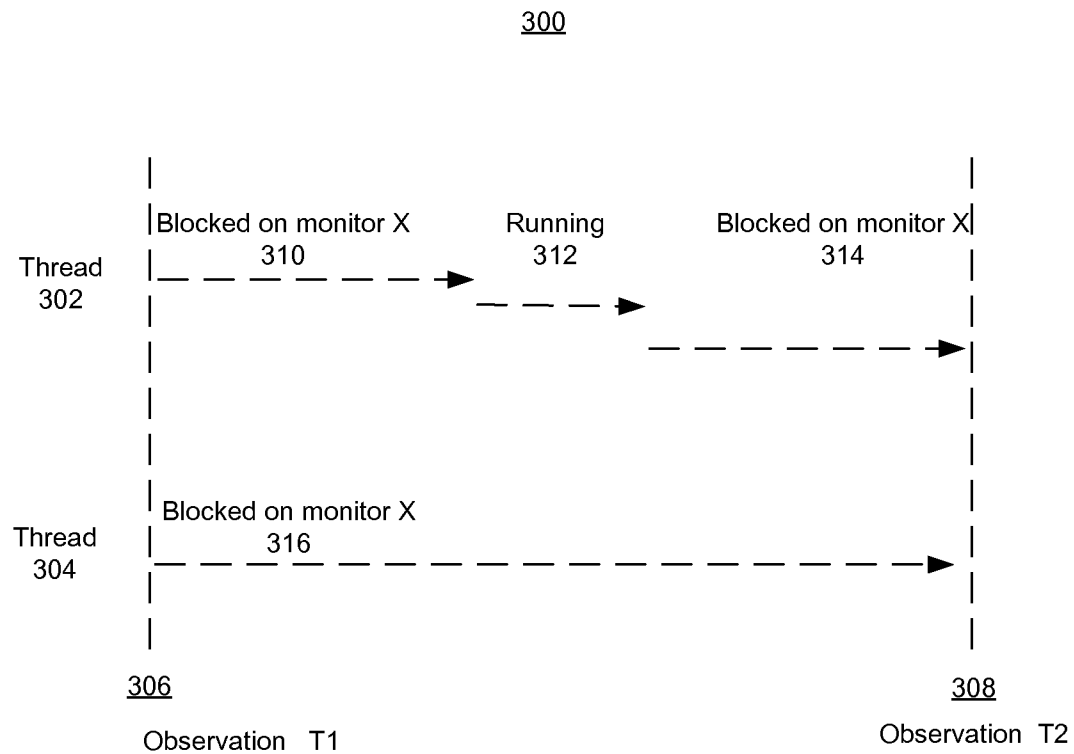 300
Blocked on monitor X
310
Running
312
Blocked on monitor X
314
Thread
302
Blocked on monitor X
316
Thread
304
306
Observation T1
308
Observation T2